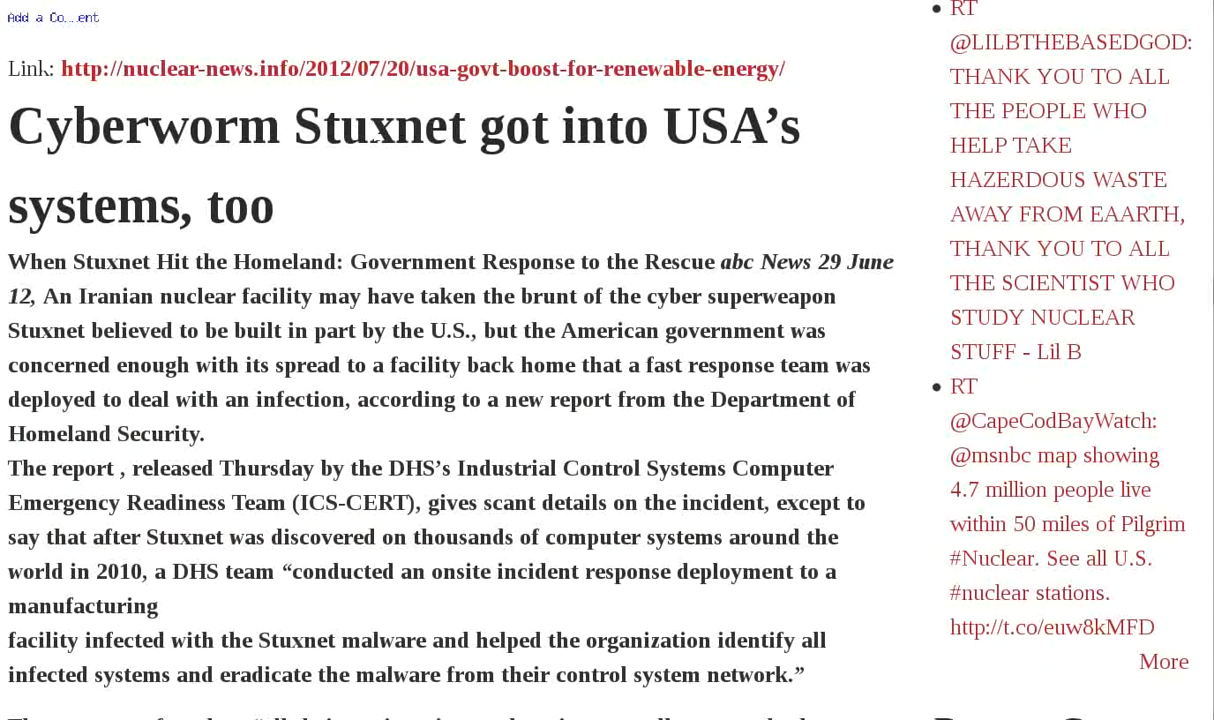 Add a Co...ent
Link: http://nuclear-news.info/2012/07/20/usa-govt-boost-for-renewable-energy/
Cyberworm Stuxnet got into USA’s
systems, too
When Stuxnet Hit the Homeland: Government Response to the Rescue abc News 29 June
12, An Iranian nuclear facility may have taken the brunt of the cyber superweapon
Stuxnet believed to be built in part by the U.S., but the American government was
concerned enough with its spread to a facility back home that a fast response team was
deployed to deal with an infection, according to a new report from the Department of
Homeland Security.
The report , released Thursday by the DHS’s Industrial Control Systems Computer
Emergency Readiness Team (ICS-CERT), gives scant details on the incident, except to
say that after Stuxnet was discovered on thousands of computer systems around the
world in 2010, a DHS team “conducted an onsite incident response deployment to a
manufacturing
facility infected with the Stuxnet malware and helped the organization identify all
infected systems and eradicate the malware from their control system network.”
RT
@LILBTHEBASEDGOD:
THANK YOU TO ALL
THE PEOPLE WHO
HELP TAKE
HAZERDOUS WASTE
AWAY FROM EAARTH,
THANK YOU TO ALL
THE SCIENTIST WHO
STUDY NUCLEAR
STUFF - Lil B
RT
@CapeCodBayWatch:
@msnbc map showing
4.7 million people live
within 50 miles of Pilgrim
#Nuclear. See all U.S.
#nuclear stations.
http://t.co/euw8kMFD
More